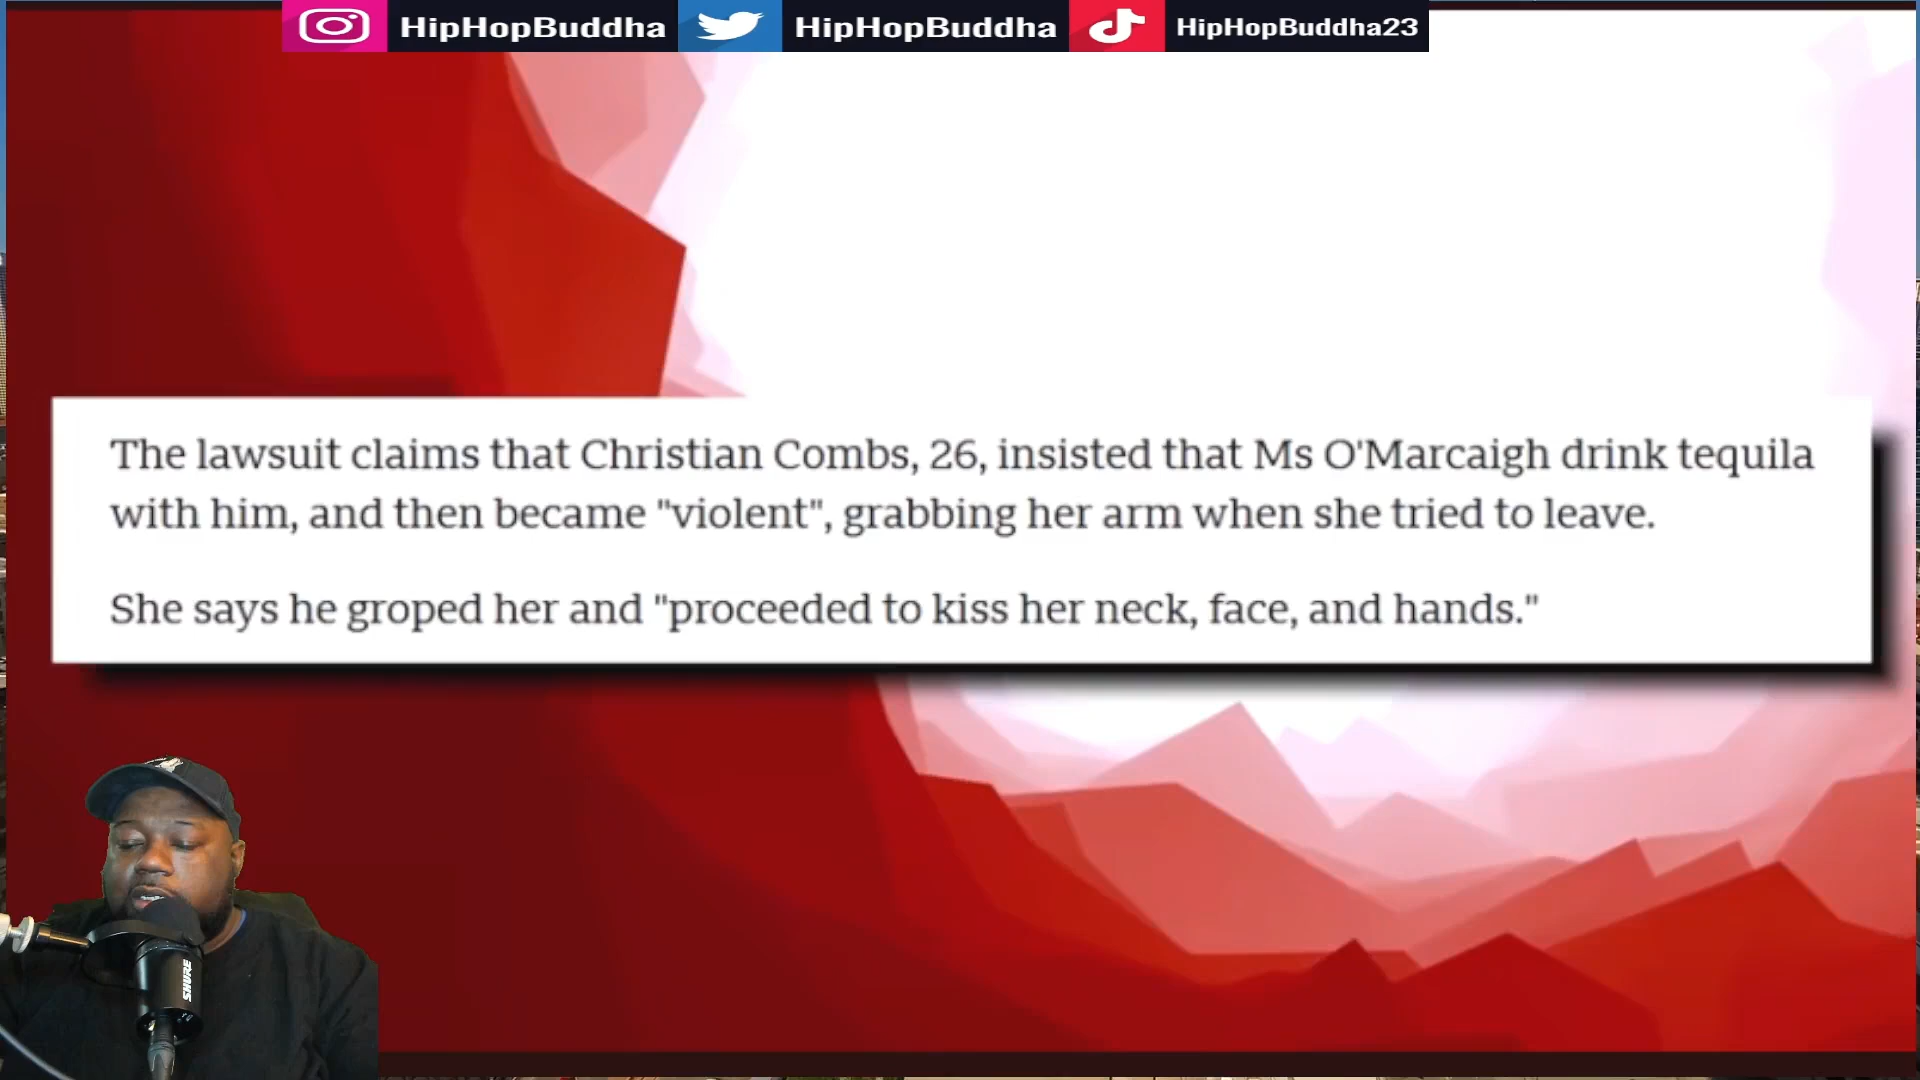 HipHopBuddha HipHopBuddha HipHopBuddha23
The lawsuit claims that Christian Combs, 26, insisted that Ms O'Marcaigh drink tequila
with him, and then became "violent", grabbing her arm when she tried to leave.
She says he groped her and "proceeded to kiss her neck, face, and hands."
SHURE